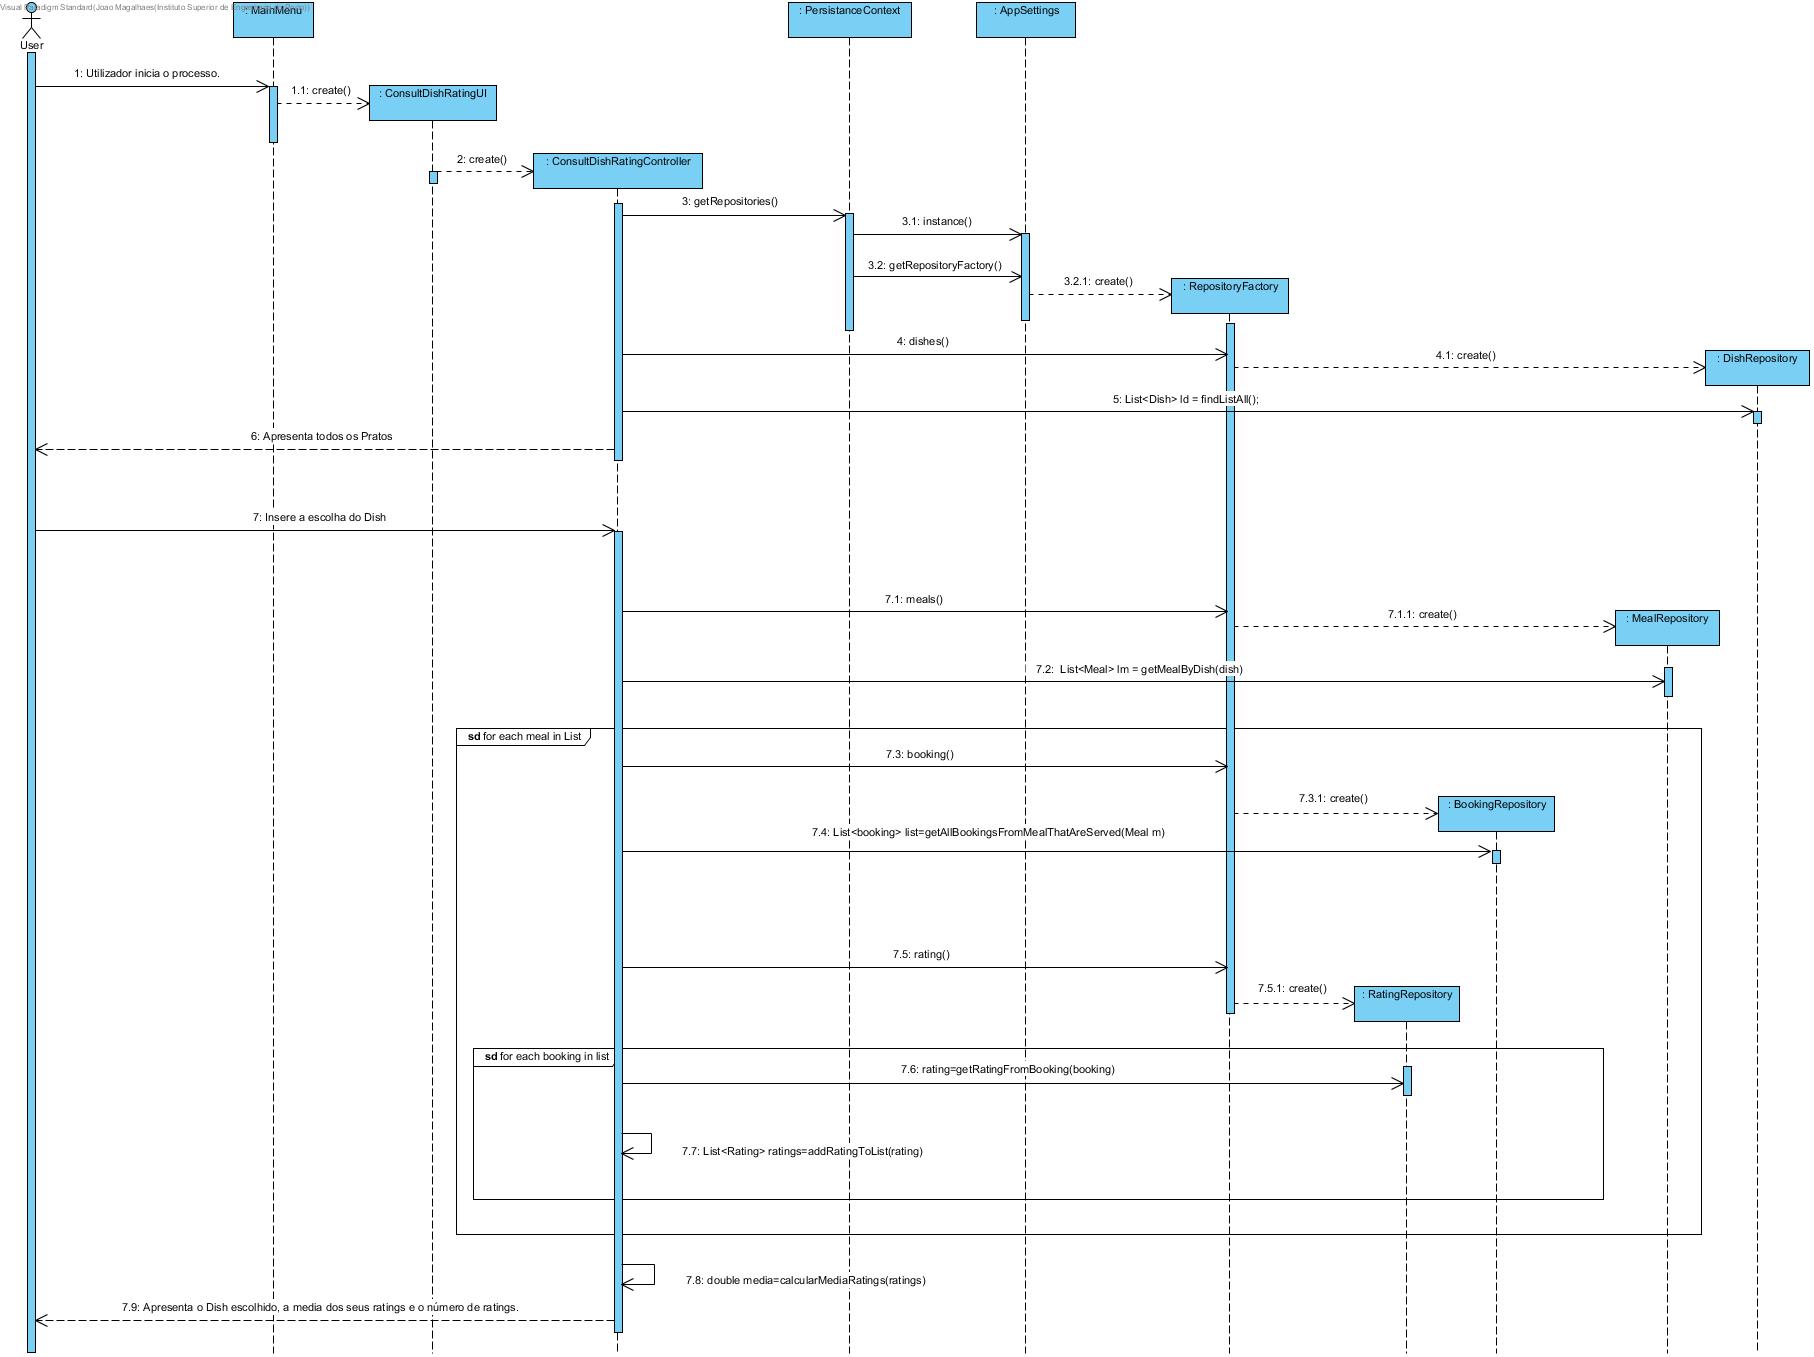 Visual Paradigm Standard(Joao Magalhaes(Instituto Superior de
: MainMenu
: PersistanceContext
: AppSettings
User
1: Utilizador inicia o processo.
1.1: create()
: ConsultDishRatingUI
2: create()
: ConsultDishRatingController
3: getRepositories()
3.1: instance()
3.2: getRepositoryFactory()
3.2.1: create()
: RepositoryFactory
4: dishes()
4.1: create()
: DishRepository
5: List<Dish> ld = findListAll();
6: Apresenta todos os Pratos
7: Insere a escolha do Dish
7.1: meals()
7.1.1: create()
: MealRepository
7.2:  List<Meal> lm = getMealByDish(dish)
sd for each meal in List
7.3: booking()
7.3.1: create()
: BookingRepository
7.4: List<booking> list=getAllBookingsFromMealThatAreServed(Meal m)
7.5: rating()
7.5.1: create()
: RatingRepository
sd for each booking in list
7.6: rating=getRatingFromBooking(booking)
7.7: List<Rating> ratings=addRatingToList(rating)
7.8: double media=calcularMediaRatings(ratings)
7.9: Apresenta o Dish escolhido, a media dos seus ratings e o número de ratings.